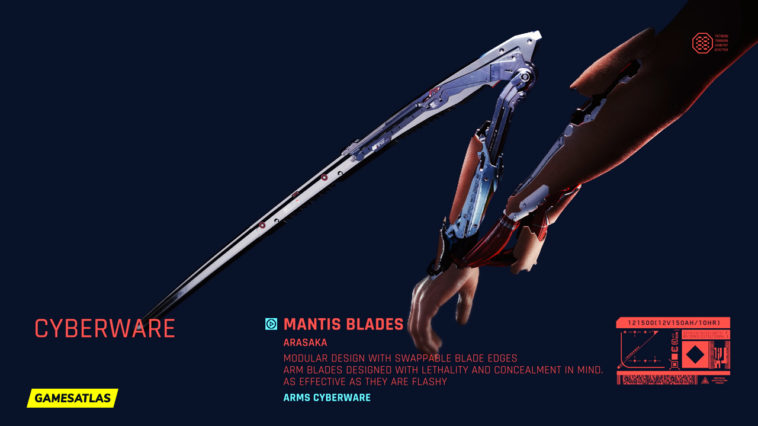 CYBERWARE
MANTIS BLADES
ARASAKA
MODULAR DESIGN WITH SWAPPABLE BLADE EDGES
ARM BLADES DESIGNED WITH LETHALITY AND CONCEALMENT IN MIND.
AS EFFECTIVE AS THEY ARE FLASHY
ARMS CYBERWARE
GAMESATLAS
121500(12V150AH/10HR)